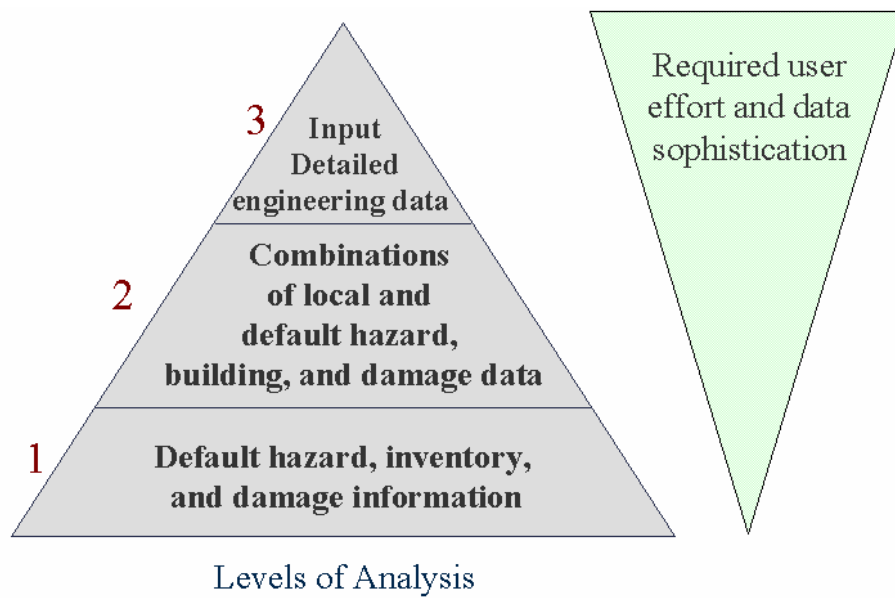 3
Input
Detailed
engineering data
2
Combinations
of local and
default hazard,
building, and damage data
1
Default hazard, inventory,
and damage information
Levels of Analysis
Required user
effort and data
sophistication